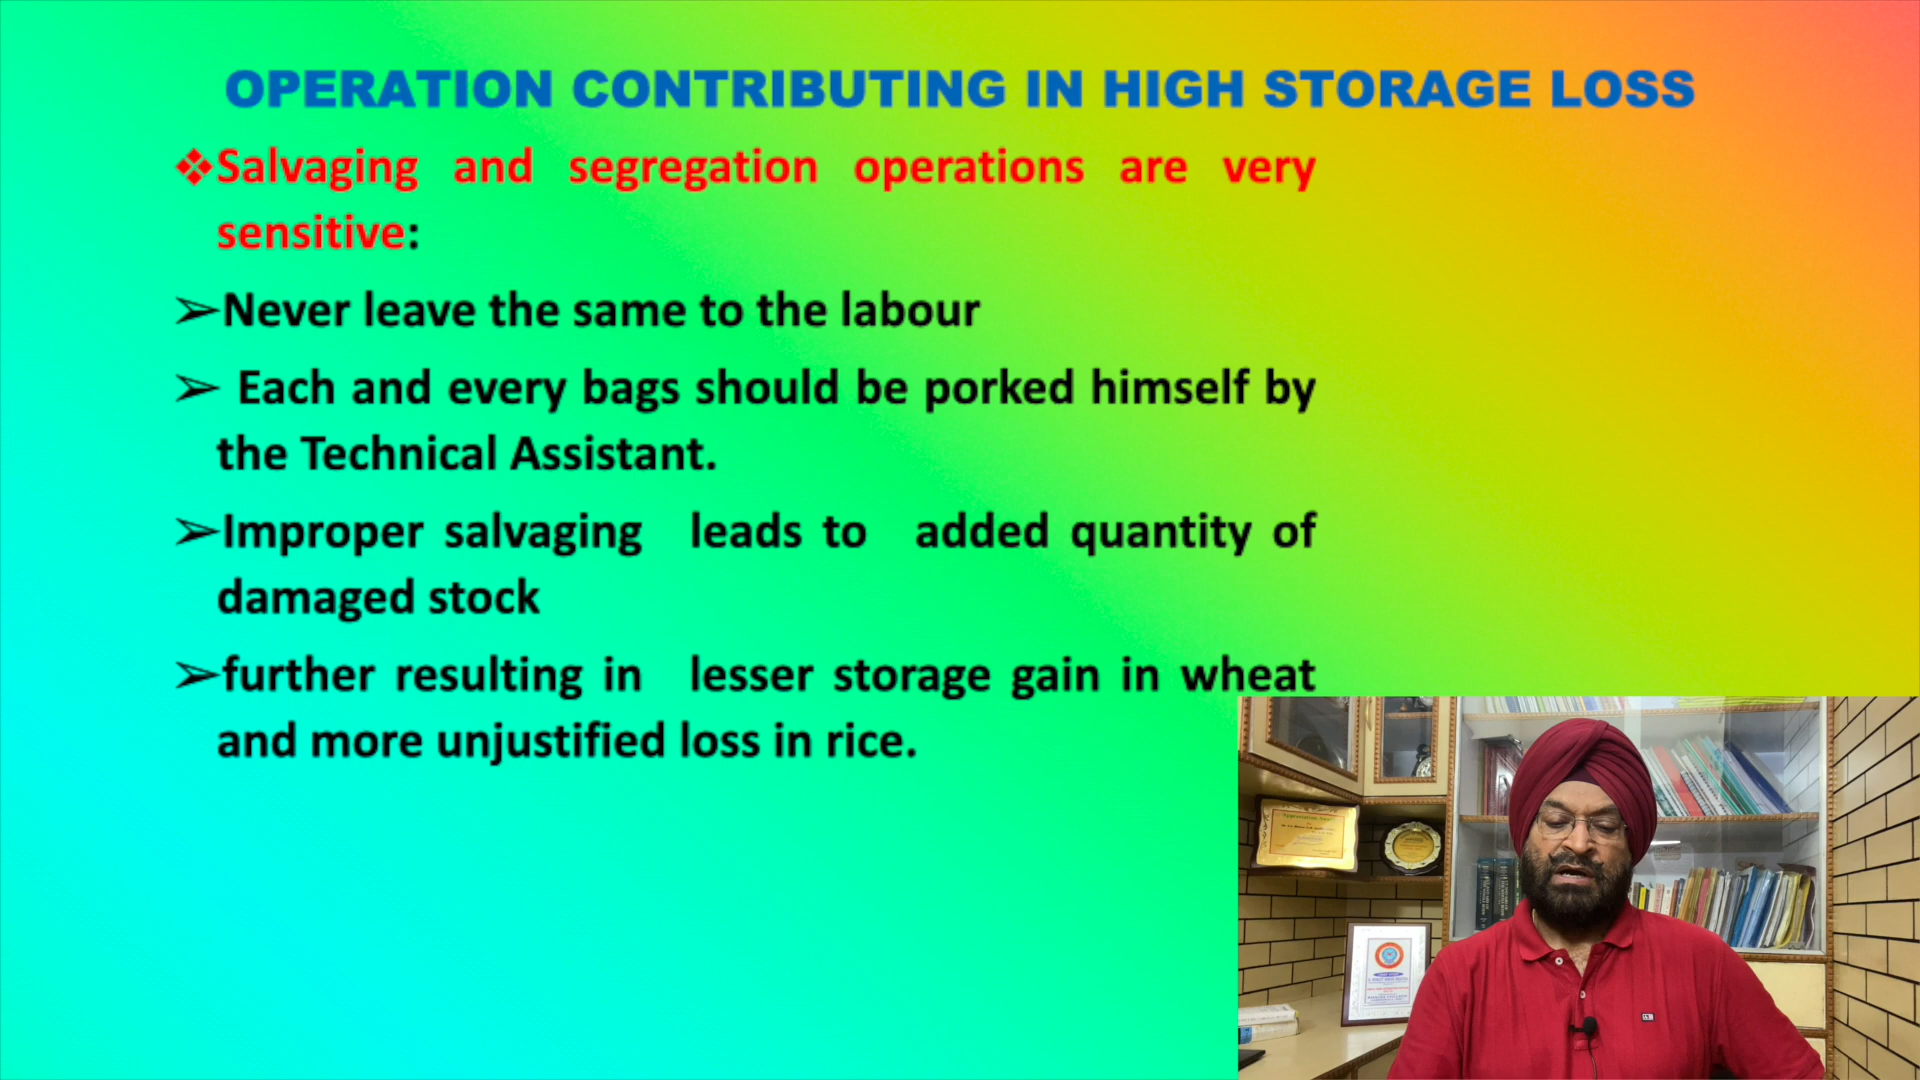 OPERATION CONTRIBUTING IN HIGH STORAGE LOSS
❖Salvaging and segregation operations are very
sensitive:
➢Never leave the same to the labour
➢ Each and every bags should be porked himself by
the Technical Assistant.
➢Improper salvaging leads to added quantity of
damaged stock
➢further resulting in lesser storage gain in wheat
and more unjustified loss in rice.